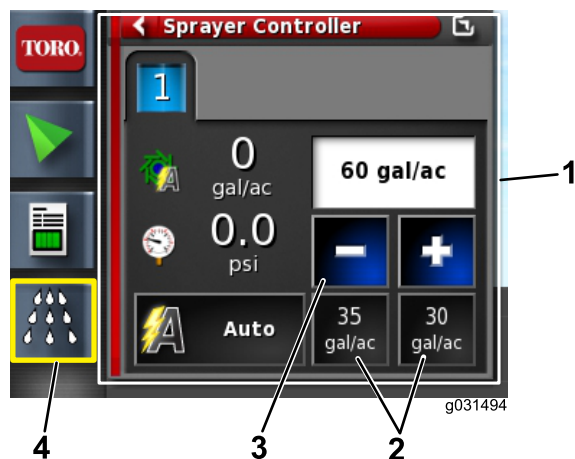 TORO.
Sprayer Controller
1
0
gal/ac
60 gal/ac
0.0
psi
- +
A Auto
35
gal/ac
30
gal/ac
1
g031494
4
3
2